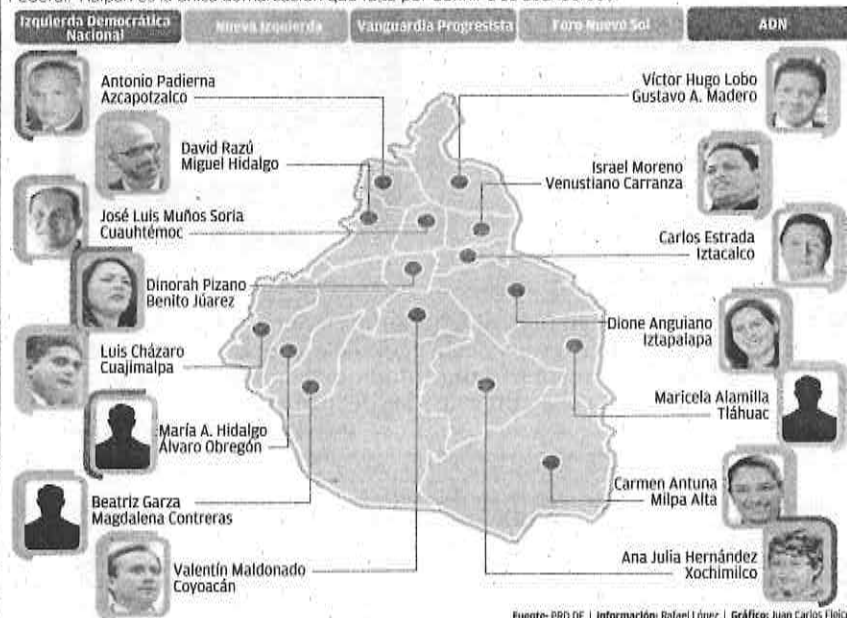 Izquierda Democrática
Nacional
Nueva Izquierda
Vanguardia Progresista
Foro Nuevo Sol
ADN
Antonio Padierna
Azcapotzalco
David Razú
Miguel Hidalgo
José Luis Muños Soria
Cuauhtémoc
Dinorah Pizano
Benito Júarez
Luis Cházaro
Cuajimalpa
María A. Hidalgo
Álvaro Obregón
Beatriz Garza
Magdalena Contreras
Valentín Maldonado
Coyoacán
Víctor Hugo Lobo
Gustavo A. Madero
Israel Moreno
Venustiano Carranza
Carlos Estrada
Iztacalco
Dione Anguiano
Iztapalapa
Maricela Alamilla
Tláhuac
Carmen Antuna
Milpa Alta
Ana Julia Hernández
Xochimilco
Fuente: PRD DF | Información: Rafael López | Gráfico: Juan Carlos